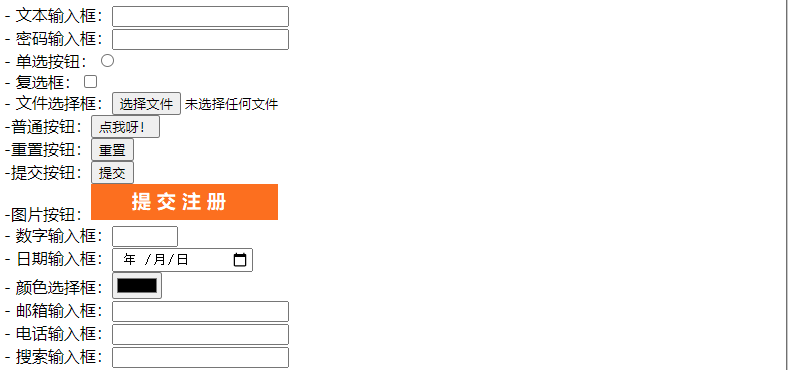 - 文本输入框：
- 密码输入框：
- 单选按钮：
- 复选框：
- 文件选择框： 选择文件 未选择任何文件
-普通按钮： 点我呀！
-重置按钮： 重置
-提交按钮： 提交
-图片按钮： 提交注册
- 数字输入框：
- 日期输入框： 年 /月/日
- 颜色选择框：
- 邮箱输入框：
- 电话输入框：
- 搜索输入框：